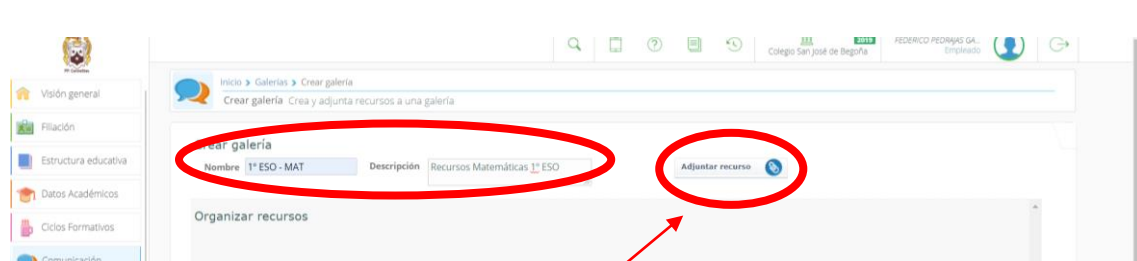 2019
Colegio San José de Begoña
FEDERICO PEDRAJAS GA...
Empleado
Visión general
Filiación
Estructura educativa
Datos Académicos
Ciclos Formativos
Comunicación
Inicio > Galerías > Crear galería
Crear galería Crea y adjunta recursos a una galería
Crear galería
Nombre 1º ESO - MAT Descripción Recursos Matemáticas 1º ESO
Adjuntar recurso
Organizar recursos